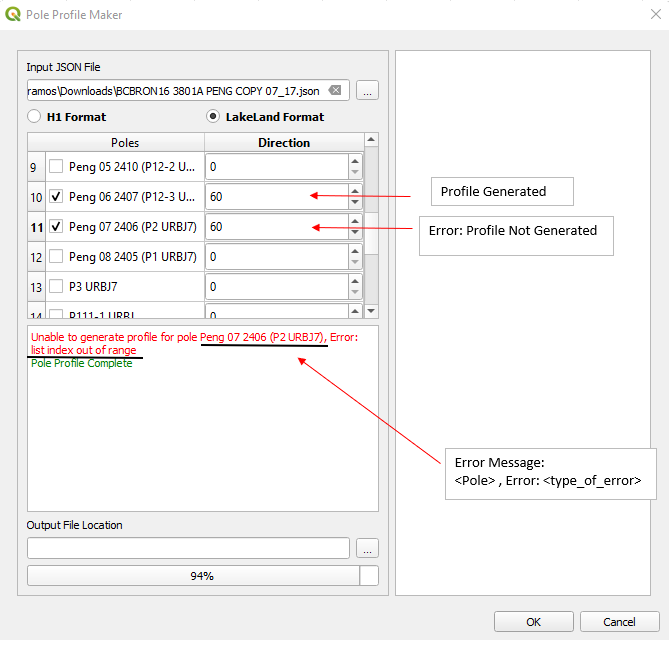 Pole Profile Maker
Input JSON File
ramos\Downloads\BCBRON16 3801A PENG COPY 07_17.json
...
H1 Format
LakeLand Format
Poles
Direction
9
Peng 05 2410 (P12-2 U...
0
10
Peng 06 2407 (P12-3 U...
60
11
Peng 07 2406 (P2 URBJ7)
60
12
Peng 08 2405 (P1 URBJ7)
0
13
P3 URBJ7
0
14
P111-1 URBJ
0
Profile Generated
Error: Profile Not Generated
Unable to generate profile for pole Peng 07 2406 (P2 URBJ7), Error:
list index out of range
Pole Profile Complete
Error Message:
<Pole> , Error: <type_of_error>
Output File Location
...
94%
OK
Cancel